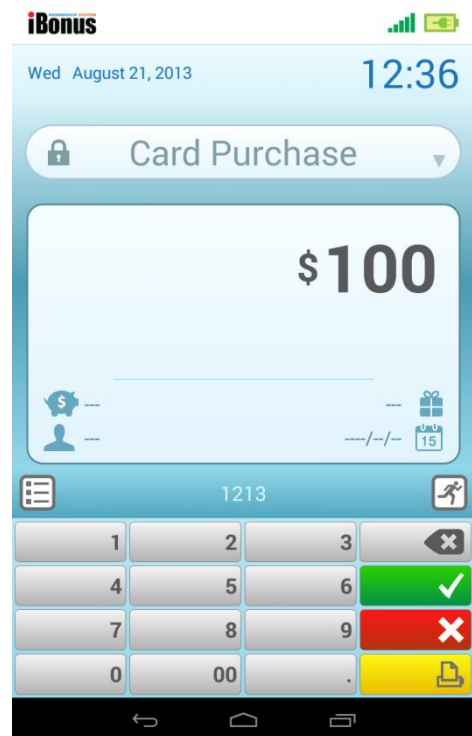 iBonus
Wed August 21, 2013
12:36
Card Purchase
$100
$ --- ---
--- ----/--/-- 15
1213
1 2 3
4 5 6
7 8 9
0 00 .